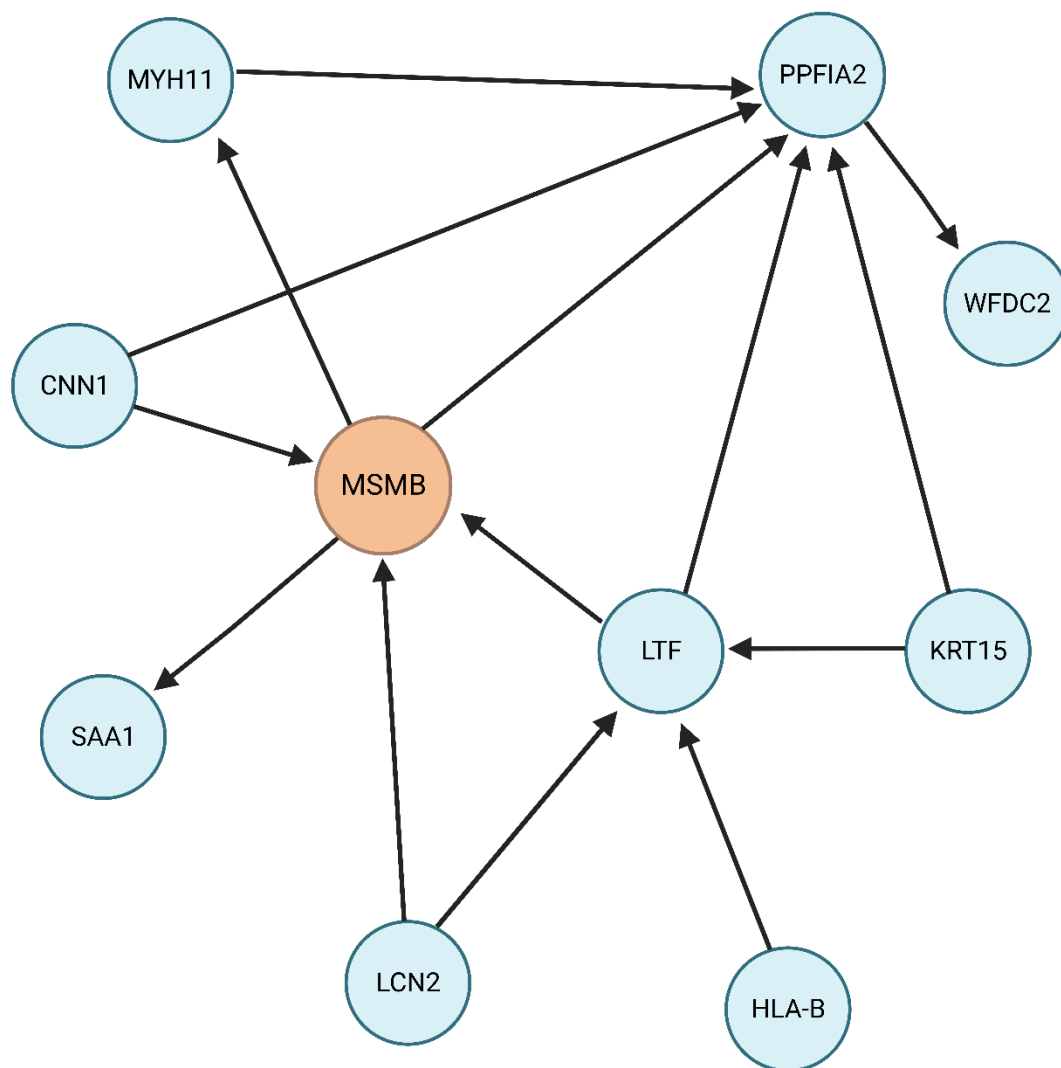 MYH11
PPFIA2
WFDC2
CNN1
MSMB
LTF
KRT15
SAA1
LCN2
HLA-B